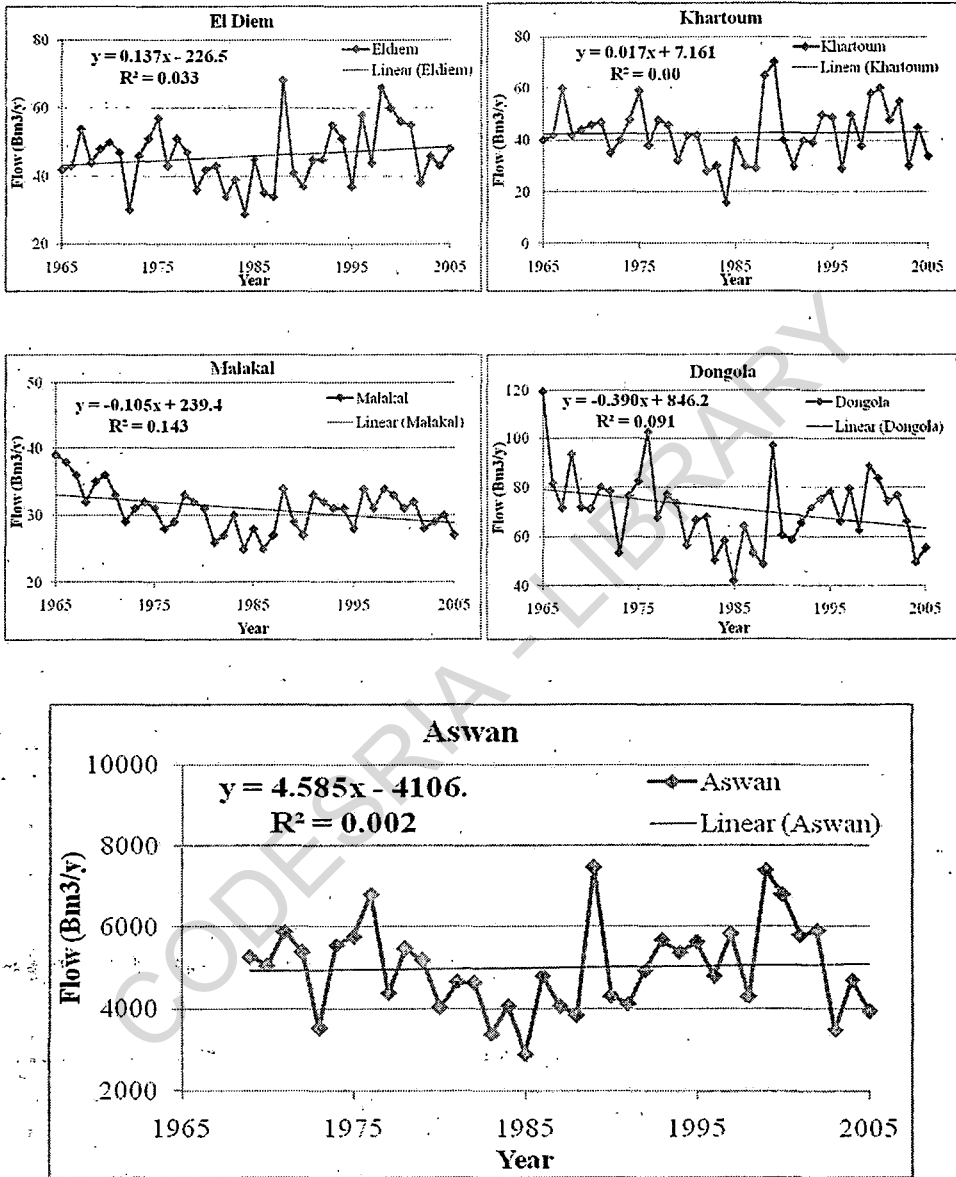 El Diem
80
60
40
20
y = 0.137x - 226.5
R² = 0.033
Eldiem
Linear (Eldiem)
Flow (Bm3/y)
1965 1975 1985 1995 2005
Year
Khartoum
80
60
40
20
0
y = 0.017x + 7.161
R² = 0.00
Khartoum
Linear (Khartoum)
Flow (Bm3/y)
1965 1975 1985 1995 2005
Year
Malakal
50
40
30
20
y = -0.105x + 239.4
R² = 0.143
Malakal
Linear (Malakal)
Flow (Bm3/y)
1965 1975 1985 1995 2005
Year
Dongola
120
100
80
60
40
y = -0.390x + 846.2
R² = 0.091
Dongola
Linear (Dongola)
Flow (Bm3/y)
1965 1975 1985 1995 2005
Year
Aswan
10000
8000
6000
4000
2000
y = 4.585x - 4106.
R² = 0.002
Aswan
Linear (Aswan)
Flow (Bm3/y)
1965 1975 1985 1995 2005
Year
CODESRIA - LIBRARY